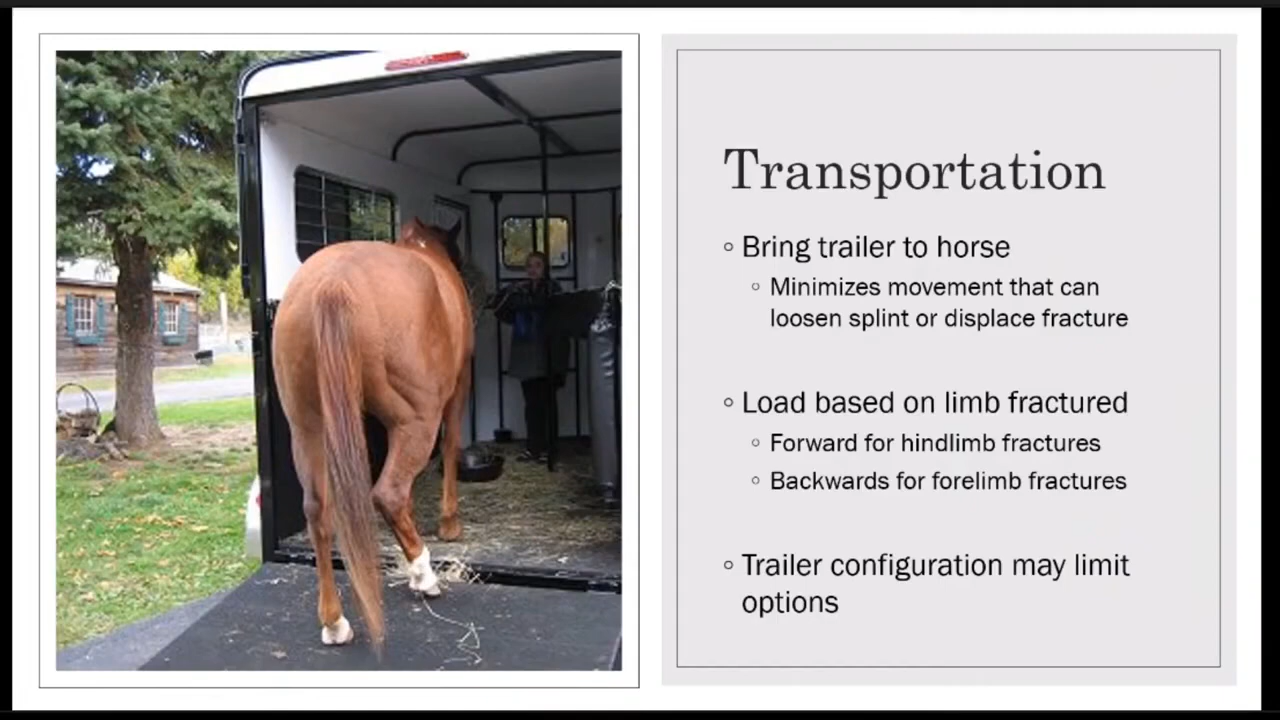 Transportation
◦ Bring trailer to horse
◦ Minimizes movement that can
loosen splint or displace fracture
◦ Load based on limb fractured
◦ Forward for hindlimb fractures
◦ Backwards for forelimb fractures
◦ Trailer configuration may limit
options